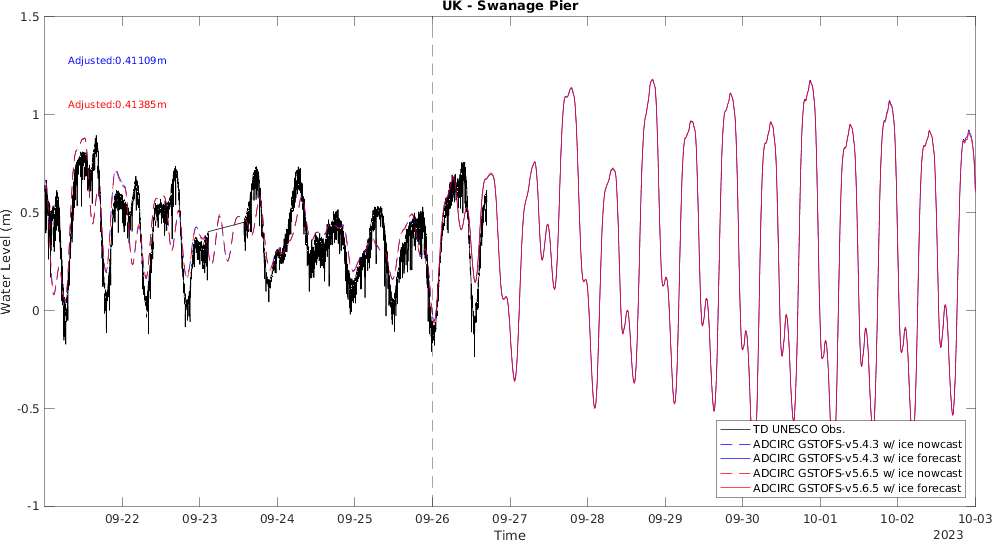 UK - Swanage Pier
Adjusted:0.41109m
Adjusted:0.41385m
Water Level (m)
1.5
1
0.5
0
-0.5
-1
TD UNESCO Obs.
ADCIRC GSTOFS-v5.4.3 w/ ice nowcast
ADCIRC GSTOFS-v5.4.3 w/ ice forecast
ADCIRC GSTOFS-v5.6.5 w/ ice nowcast
ADCIRC GSTOFS-v5.6.5 w/ ice forecast
09-22 09-23 09-24 09-25 09-26 09-27 09-28 09-29 09-30 10-01 10-02 10-03
Time
2023